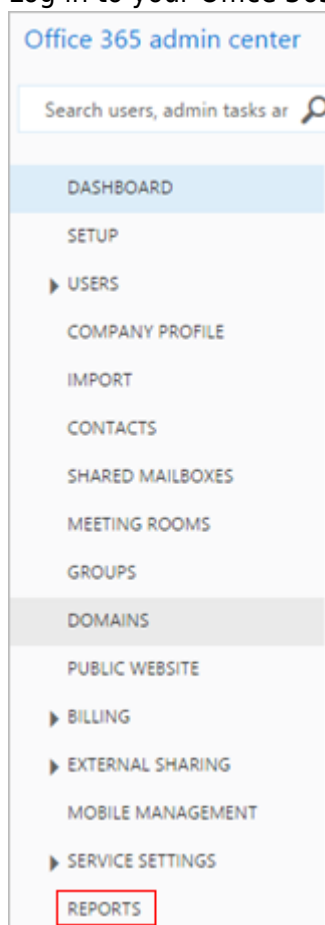 Office 365 admin center
Search users, admin tasks ar
DASHBOARD
SETUP
USERS
COMPANY PROFILE
IMPORT
CONTACTS
SHARED MAILBOXES
MEETING ROOMS
GROUPS
DOMAINS
PUBLIC WEBSITE
BILLING
EXTERNAL SHARING
MOBILE MANAGEMENT
SERVICE SETTINGS
REPORTS